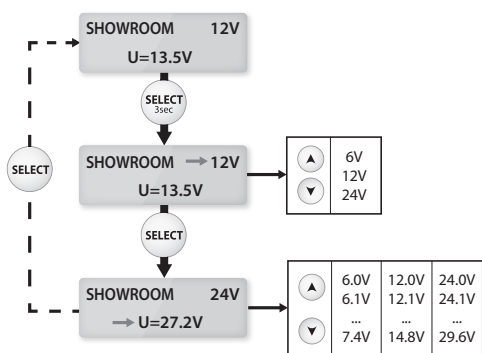 SHOWROOM 12V
U=13.5V
SELECT
3sec
SHOWROOM → 12V
U=13.5V
6V
12V
24V
SELECT
SELECT
SHOWROOM 24V
→ U=27.2V
6.0V 12.0V 24.0V
6.1V 12.1V 24.1V
... ... ...
7.4V 14.8V 29.6V